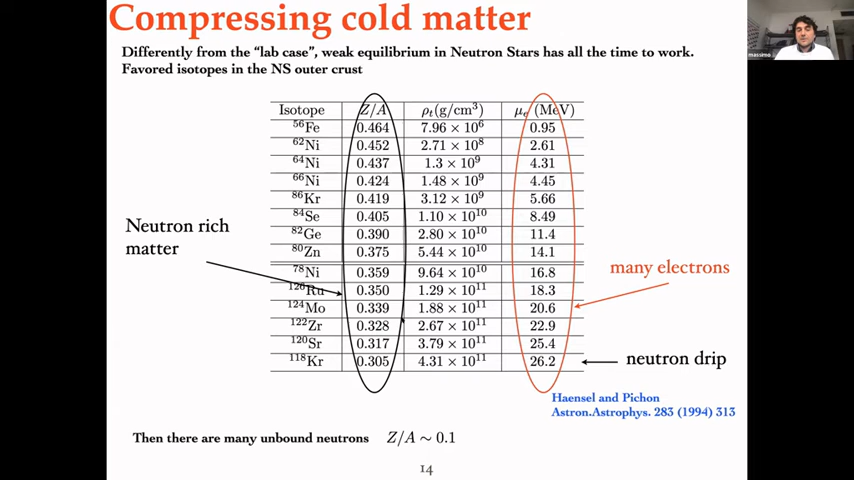 Compressing cold matter
Differently from the “lab case”, weak equilibrium in Neutron Stars has all the time to work.
Favored isotopes in the NS outer crust
massimo
Isotope Z/A ρt(g/cm³) μe (MeV)
⁵⁶Fe 0.464 7.96 × 10⁶ 0.95
⁶²Ni 0.452 2.71 × 10⁸ 2.61
⁶⁴Ni 0.437 1.3 × 10⁹ 4.31
⁶⁶Ni 0.424 1.48 × 10⁹ 4.45
⁸⁶Kr 0.419 3.12 × 10⁹ 5.66
⁸⁴Se 0.405 1.10 × 10¹⁰ 8.49
⁸²Ge 0.390 2.80 × 10¹⁰ 11.4
⁸⁰Zn 0.375 5.44 × 10¹⁰ 14.1
⁷⁸Ni 0.359 9.64 × 10¹⁰ 16.8
¹²⁶Ru 0.350 1.29 × 10¹¹ 18.3
¹²⁴Mo 0.339 1.88 × 10¹¹ 20.6
¹²²Zr 0.328 2.67 × 10¹¹ 22.9
¹²⁰Sr 0.317 3.79 × 10¹¹ 25.4
¹¹⁸Kr 0.305 4.31 × 10¹¹ 26.2
Neutron rich
matter
many electrons
neutron drip
Haensel and Pichon
Astron.Astrophys. 283 (1994) 313
Then there are many unbound neutrons Z/A ∼ 0.1
14